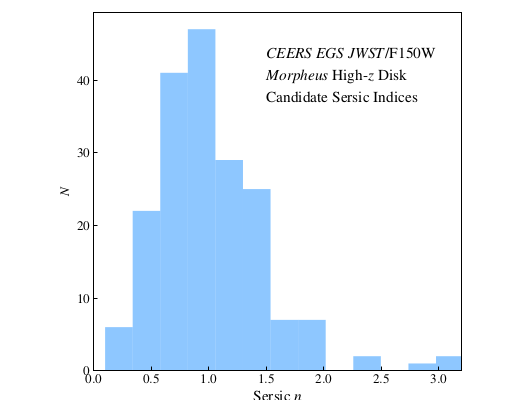 CEERS EGS JWST/F150W
Morpheus High-z Disk
Candidate Sersic Indices
N
40
30
20
10
0
0.0 0.5 1.0 1.5 2.0 2.5 3.0
Sersic n